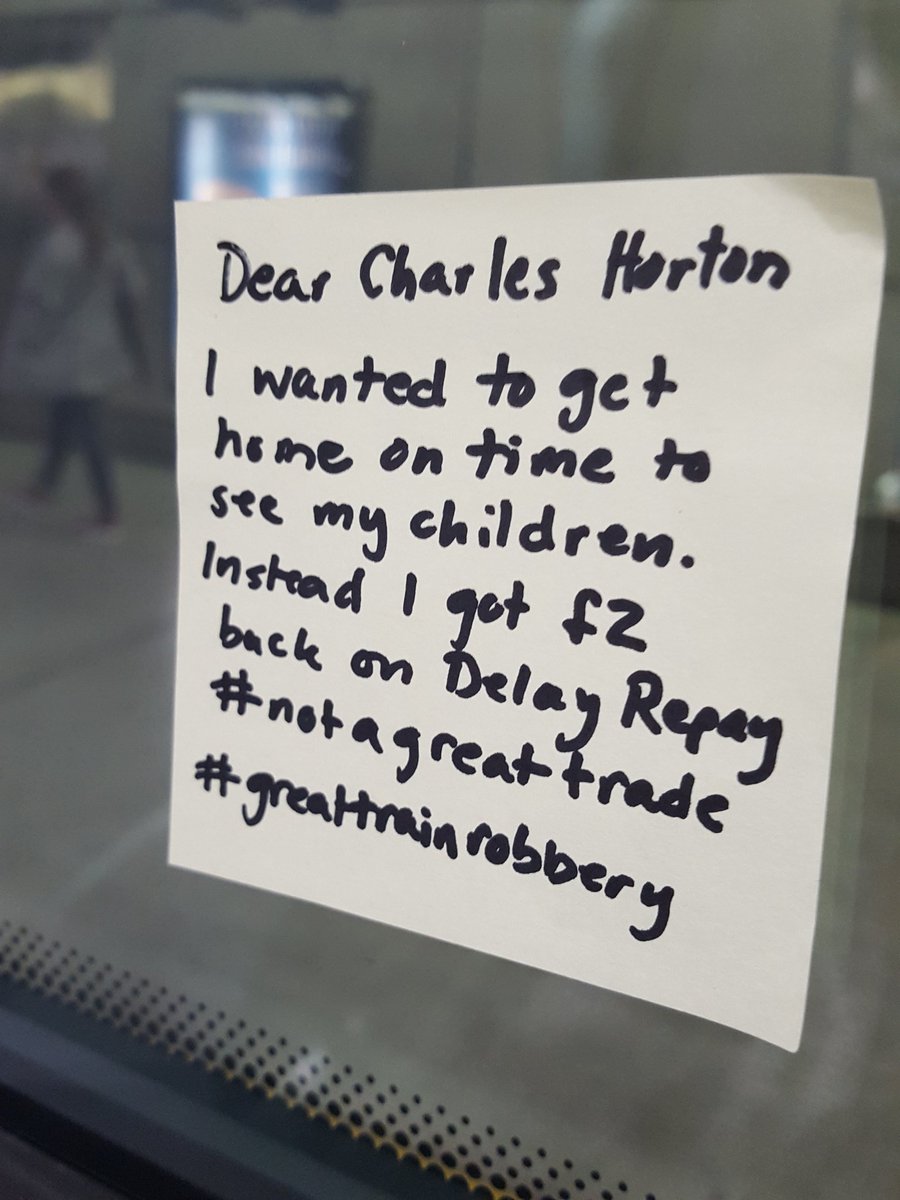 Dear Charles Horton
I wanted to get
home on time to
see my children.
Instead I got £2
back on Delay Repay
#notagreattrade
#greattrainrobbery